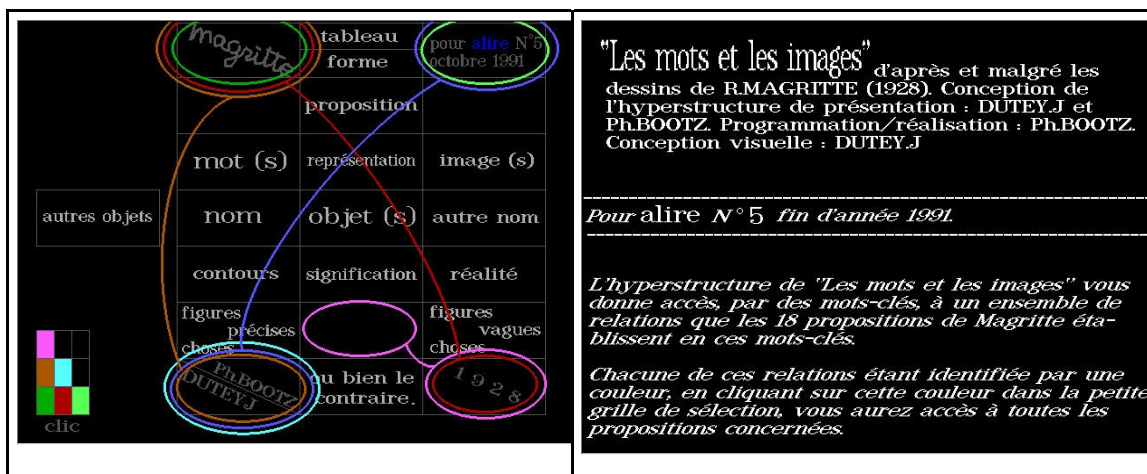 magritte
tableau
pour alire N°5
forme
octobre 1991
proposition
mot (s)
représentation
image (s)
autres objets
nom
objet (s)
autre nom
contours
signification
réalité
figures
précises
choses
figures
vagues
choses
Ph.BOOTZ
DUTEY.J
ou bien le
contraire.
1928
clic
"Les mots et les images" d'après et malgré les
dessins de R.MAGRITTE (1928). Conception de
l'hyperstructure de présentation : DUTEY.J et
Ph.BOOTZ. Programmation/réalisation : Ph.BOOTZ.
Conception visuelle : DUTEY.J
Pour alire N°5 fin d'année 1991.
L'hyperstructure de "Les mots et les images" vous
donne accès, par des mots-clés, à un ensemble de
relations que les 18 propositions de Magritte éta-
blissent en ces mots-clés.
Chacune de ces relations étant identifiée par une
couleur, en cliquant sur cette couleur dans la petite
grille de sélection, vous aurez accès à toutes les
propositions concernées.